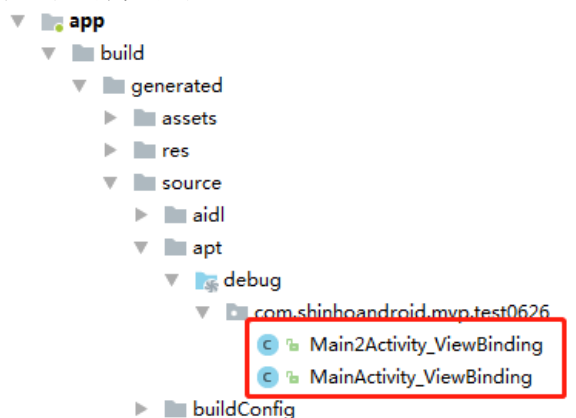 app
build
generated
assets
res
source
aidl
apt
debug
com.shinhoandroid.mvp.test0626
C Main2Activity_ViewBinding
C MainActivity_ViewBinding
buildConfig